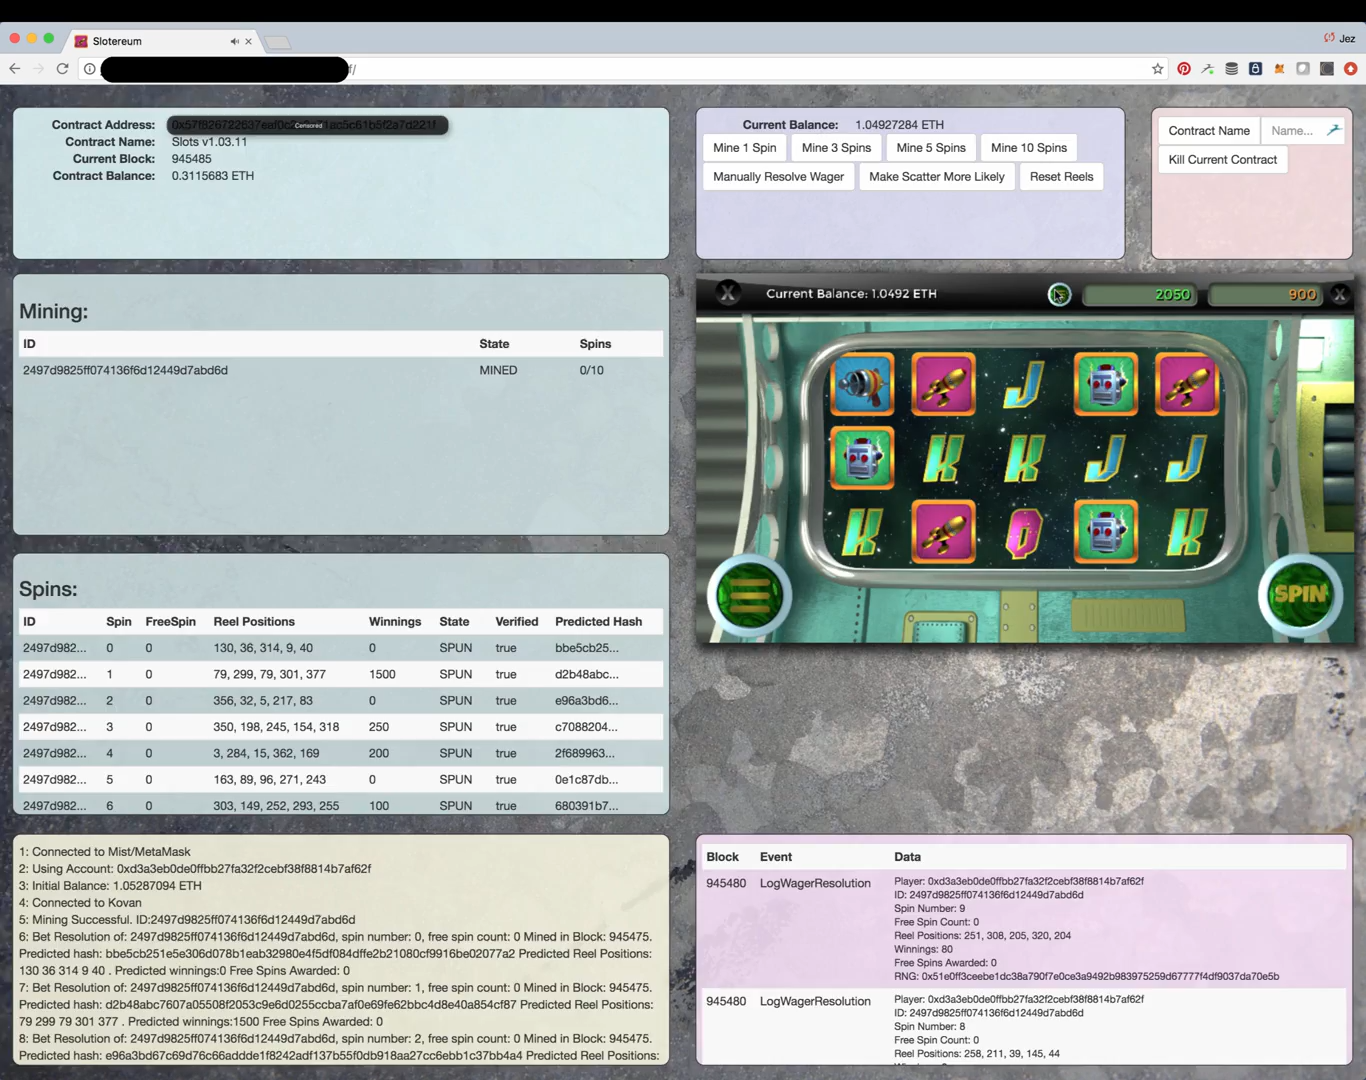 Slotereum
Jez
f/
Contract Address:
Censored
Contract Name: Slots v1.03.11
Current Block: 945485
Contract Balance: 0.3115683 ETH
Current Balance: 1.04927284 ETH
Mine 1 Spin Mine 3 Spins Mine 5 Spins Mine 10 Spins
Manually Resolve Wager Make Scatter More Likely Reset Reels
Contract Name Name...
Kill Current Contract
Mining:
ID State Spins
2497d9825ff074136f6d12449d7abd6d MINED 0/10
X Current Balance: 1.0492 ETH 2050 900 X
J
K K J J
K Q K
SPIN
Spins:
ID Spin FreeSpin Reel Positions Winnings State Verified Predicted Hash
2497d982... 0 0 130, 36, 314, 9, 40 0 SPUN true bbe5cb25...
2497d982... 1 0 79, 299, 79, 301, 377 1500 SPUN true d2b48abc...
2497d982... 2 0 356, 32, 5, 217, 83 0 SPUN true e96a3bd6...
2497d982... 3 0 350, 198, 245, 154, 318 250 SPUN true c7088204...
2497d982... 4 0 3, 284, 15, 362, 169 200 SPUN true 2f689963...
2497d982... 5 0 163, 89, 96, 271, 243 0 SPUN true 0e1c87db...
2497d982... 6 0 303, 149, 252, 293, 255 100 SPUN true 680391b7...
1: Connected to Mist/MetaMask
2: Using Account: 0xd3a3eb0de0ffbb27fa32f2cebf38f8814b7af62f
3: Initial Balance: 1.05287094 ETH
4: Connected to Kovan
5: Mining Successful. ID:2497d9825ff074136f6d12449d7abd6d
6: Bet Resolution of: 2497d9825ff074136f6d12449d7abd6d, spin number: 0, free spin count: 0 Mined in Block: 945475.
Predicted hash: bbe5cb251e5e306d078b1eab32980e4f5df084dffe2b21080cf9916be02077a2 Predicted Reel Positions:
130 36 314 9 40 . Predicted winnings:0 Free Spins Awarded: 0
7: Bet Resolution of: 2497d9825ff074136f6d12449d7abd6d, spin number: 1, free spin count: 0 Mined in Block: 945475.
Predicted hash: d2b48abc7607a05508f2053c9e6d0255ccba7af0e69fe62bbc4d8e40a854cf87 Predicted Reel Positions:
79 299 79 301 377 . Predicted winnings:1500 Free Spins Awarded: 0
8: Bet Resolution of: 2497d9825ff074136f6d12449d7abd6d, spin number: 2, free spin count: 0 Mined in Block: 945475.
Predicted hash: e96a3bd67c69d76c66addde1f8242adf137b55f0db918aa27cc6ebb1c37bb4a4 Predicted Reel Positions:
Block Event Data
945480 LogWagerResolution Player: 0xd3a3eb0de0ffbb27fa32f2cebf38f8814b7af62f
ID: 2497d9825ff074136f6d12449d7abd6d
Spin Number: 9
Free Spin Count: 0
Reel Positions: 251, 308, 205, 320, 204
Winnings: 80
Free Spins Awarded: 0
RNG: 0x51e0ff3ceebe1dc38a790f7e0ce3a9492b983975259d67777f4df9037da70e5b
945480 LogWagerResolution Player: 0xd3a3eb0de0ffbb27fa32f2cebf38f8814b7af62f
ID: 2497d9825ff074136f6d12449d7abd6d
Spin Number: 8
Free Spin Count: 0
Reel Positions: 258, 211, 39, 145, 44